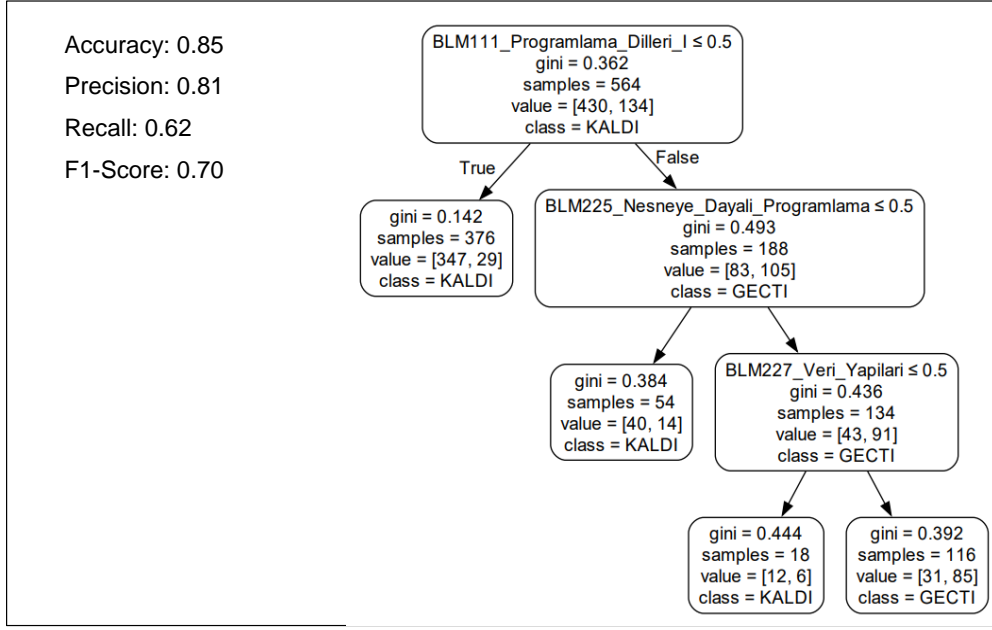 Accuracy: 0.85
Precision: 0.81
Recall: 0.62
F1-Score: 0.70
BLM111_Programlama_Dilleri_I ≤ 0.5
gini = 0.362
samples = 564
value = [430, 134]
class = KALDI
True
False
gini = 0.142
samples = 376
value = [347, 29]
class = KALDI
BLM225_Nesneye_Dayali_Programlama ≤ 0.5
gini = 0.493
samples = 188
value = [83, 105]
class = GECTI
gini = 0.384
samples = 54
value = [40, 14]
class = KALDI
BLM227_Veri_Yapilari ≤ 0.5
gini = 0.436
samples = 134
value = [43, 91]
class = GECTI
gini = 0.444
samples = 18
value = [12, 6]
class = KALDI
gini = 0.392
samples = 116
value = [31, 85]
class = GECTI